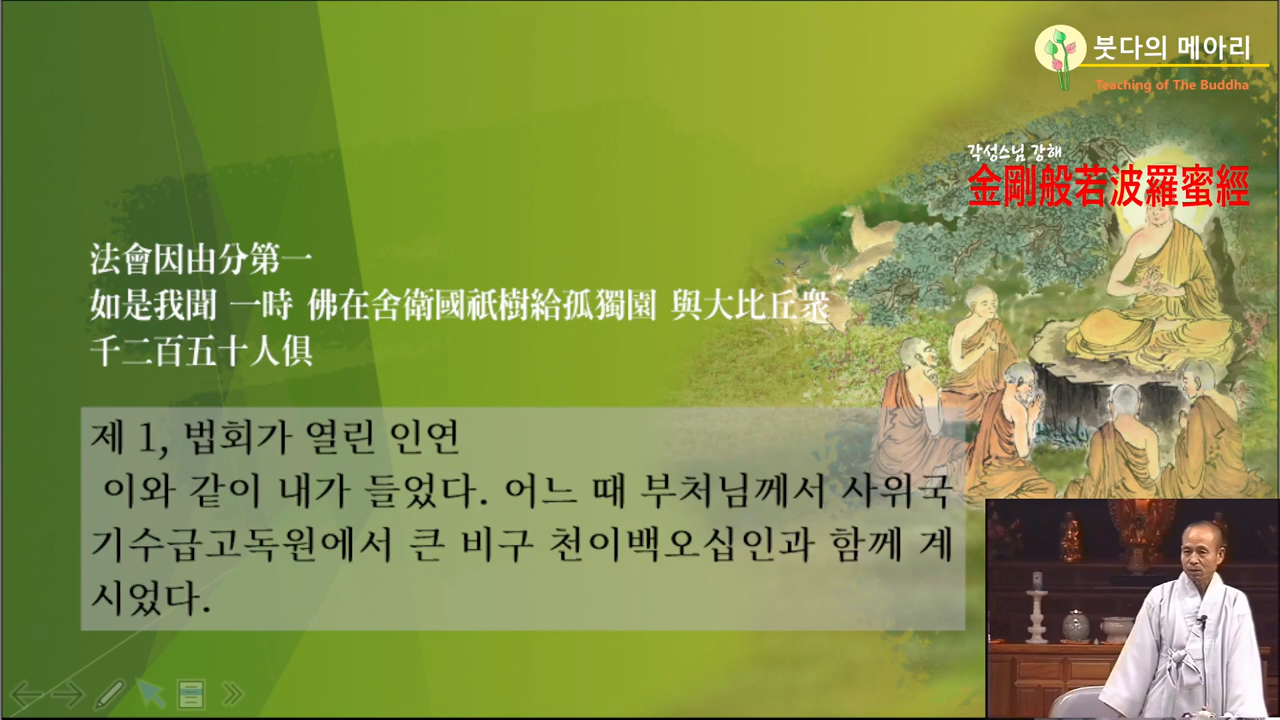 붓다의 메아리
Teaching of The Buddha
각성스님 강해
金剛般若波羅蜜經
法會因由分第一
如是我聞 一時 佛在舍衛國祇樹給孤獨園 與大比丘衆
千二百五十人俱
제 1, 법회가 열린 인연
이와 같이 내가 들었다. 어느 때 부처님께서 사위국
기수급고독원에서 큰 비구 천이백오십인과 함께 계
시었다.